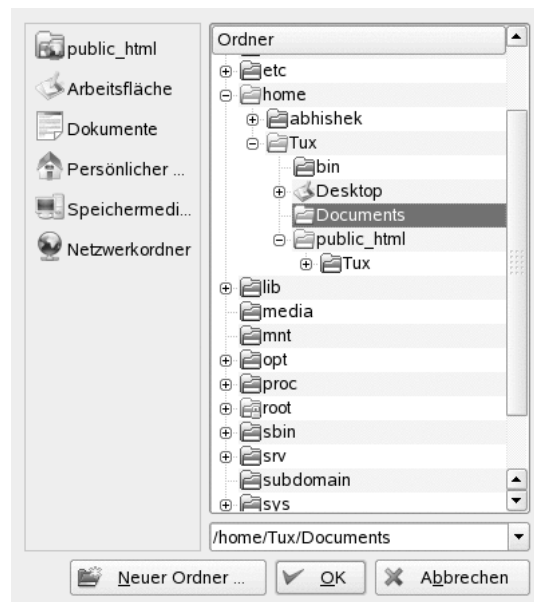 public_html
Arbeitsfläche
Dokumente
Persönlicher ...
Speichermedi...
Netzwerkordner
Ordner
etc
home
abhishek
Tux
bin
Desktop
Documents
public_html
Tux
lib
media
mnt
opt
proc
root
sbin
srv
subdomain
sys
/home/Tux/Documents
Neuer Ordner ...
OK
Abbrechen